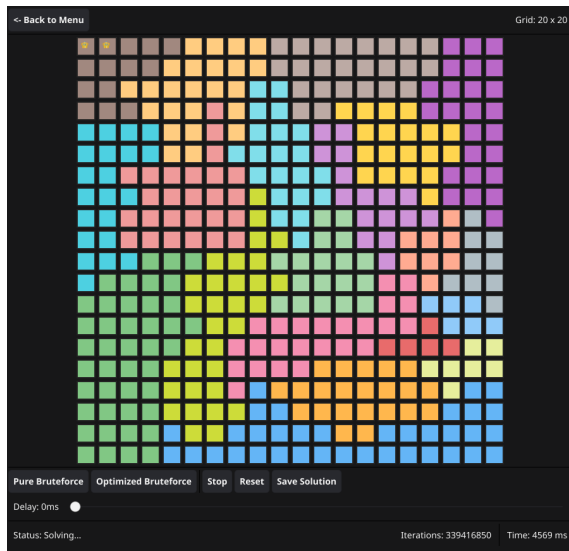 <- Back to Menu
Grid: 20 x 20
Pure Bruteforce
Optimized Bruteforce
Stop
Reset
Save Solution
Delay: 0ms
Status: Solving...
Iterations: 339416850
Time: 4569 ms